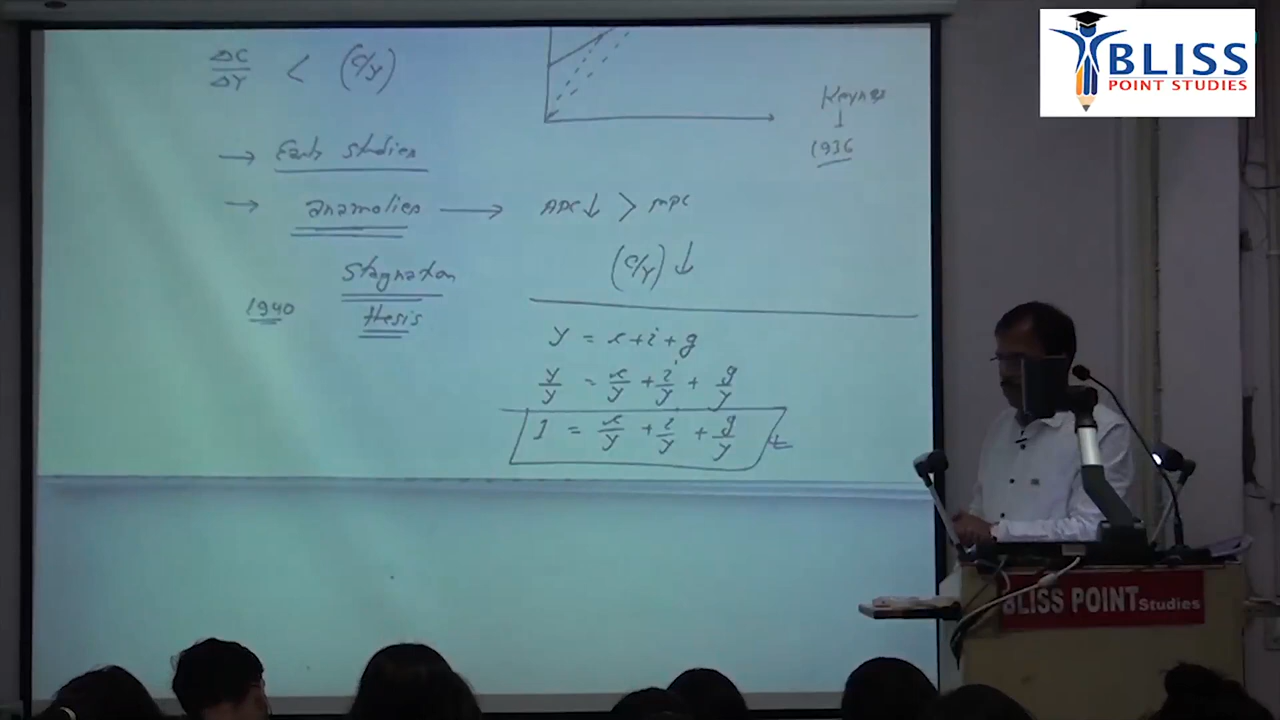 BLISS
POINT STUDIES
ΔC/ΔY < (C/Y)
Keynes
↓
1936
→ Early studies
→ anamolies → APC↓ > MPC
(C/Y) ↓
Stagnation
thesis
1940
y = c+i+g
y/y = c/y + i/y + g/y
1 = c/y + i/y + g/y
BLISS POINT Studies